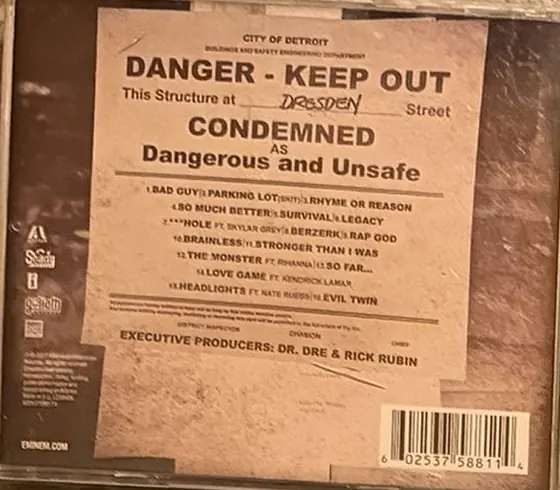 CITY OF DETROIT
BUILDINGS AND SAFETY ENGINEERING DEPARTMENT
DANGER - KEEP OUT
This Structure at DRESDEN Street
CONDEMNED
AS
Dangerous and Unsafe
1.BAD GUY|2.PARKING LOT(SKIT)|3.RHYME OR REASON
4.SO MUCH BETTER|5.SURVIVAL|6.LEGACY
7.***HOLE FT. SKYLAR GREY|8.BERZERK|9.RAP GOD
10.BRAINLESS|11.STRONGER THAN I WAS
12.THE MONSTER FT. RIHANNA|13.SO FAR...
14.LOVE GAME FT. KENDRICK LAMAR
15.HEADLIGHTS FT. NATE RUESS|16.EVIL TWIN
DISTRICT INSPECTOR DIVISION CHIEF
EXECUTIVE PRODUCERS: DR. DRE & RICK RUBIN
Shady
geffen
EMINEM.COM
6 02537 58811 4